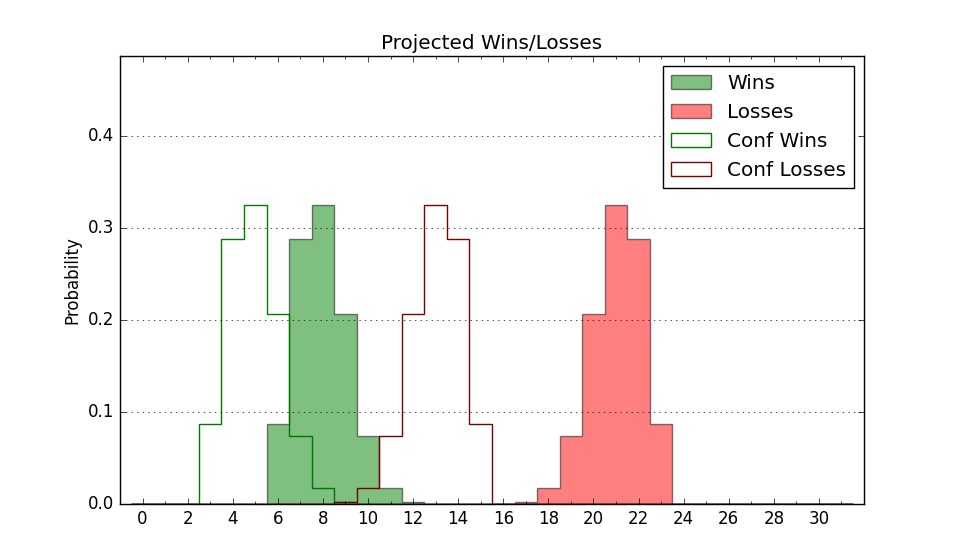 Projected Wins/Losses
Wins
Losses
Conf Wins
Conf Losses
Probability
0.4
0.3
0.2
0.1
0.0
0 2 4 6 8 10 12 14 16 18 20 22 24 26 28 30